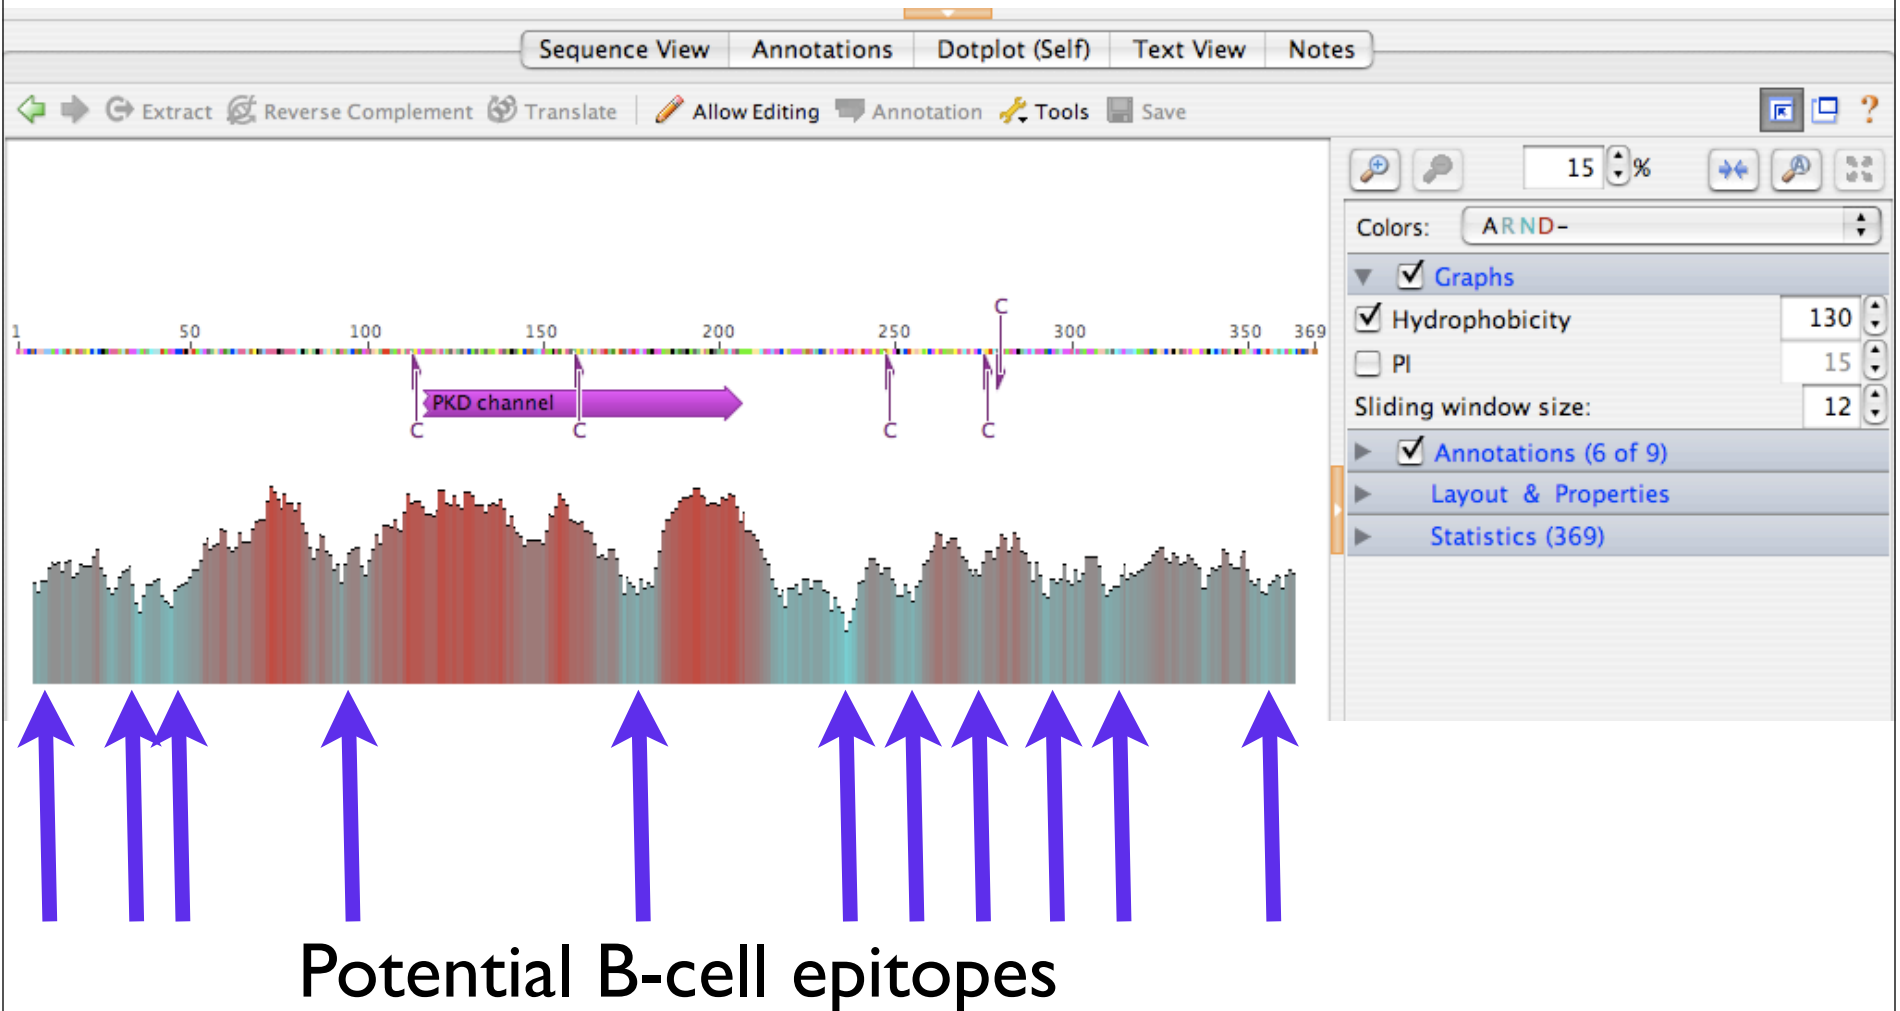 Sequence View Annotations Dotplot (Self) Text View Notes
Extract Reverse Complement Translate Allow Editing Annotation Tools Save ?
15 %
Colors: ARND-
Graphs
Hydrophobicity 130
PI 15
Sliding window size: 12
Annotations (6 of 9)
Layout & Properties
Statistics (369)
C
1 50 100 150 200 250 300 350 369
PKD channel
C C C C
Potential B-cell epitopes